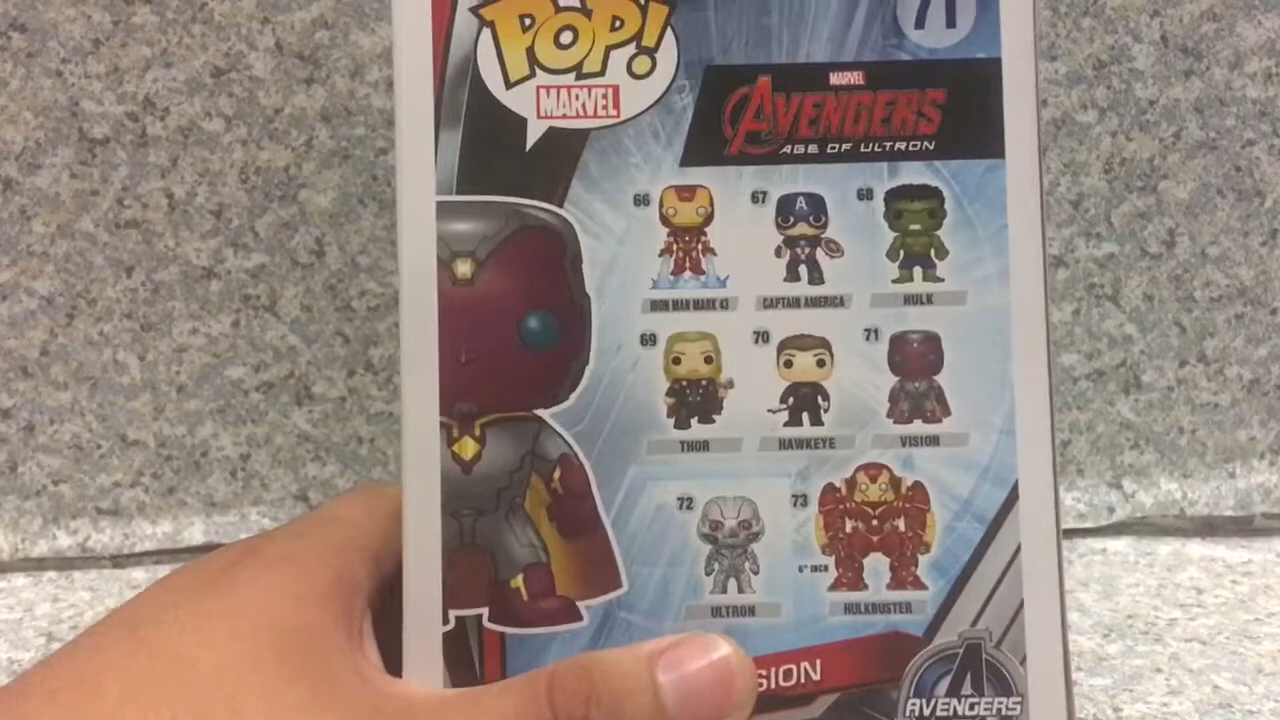 POP!
MARVEL
71
MARVEL
AVENGERS
AGE OF ULTRON
66
67
68
IRON MAN MARK 43
CAPTAIN AMERICA
HULK
69
70
71
THOR
HAWKEYE
VISION
72
73
6" INCH
ULTRON
HULKBUSTER
SION
A
AVENGERS